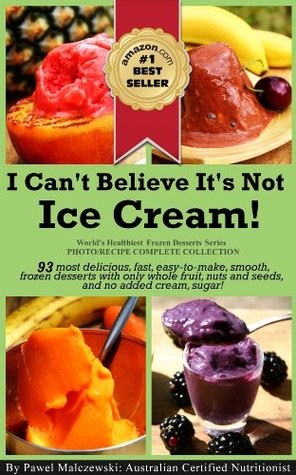 amazon.com
#1
BEST
SELLER
I Can't Believe It's Not
Ice Cream!
World's Healthiest Frozen Desserts Series
PHOTO/RECIPE COMPLETE COLLECTION
93 most delicious, fast, easy-to-make, smooth,
frozen desserts with only whole fruit, nuts and seeds,
and no added cream, sugar!
By Pawel Malczewski: Australian Certified Nutritionist